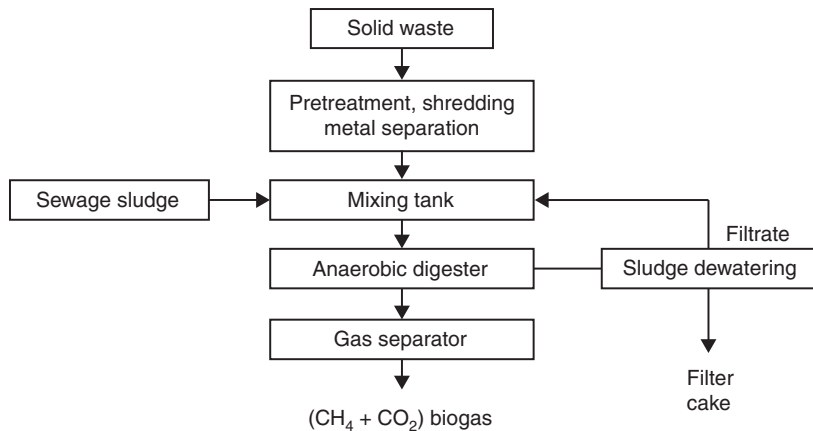 Solid waste
Pretreatment, shredding
metal separation
Sewage sludge
Mixing tank
Filtrate
Anaerobic digester
Sludge dewatering
Gas separator
Filter
cake
(CH₄ + CO₂) biogas